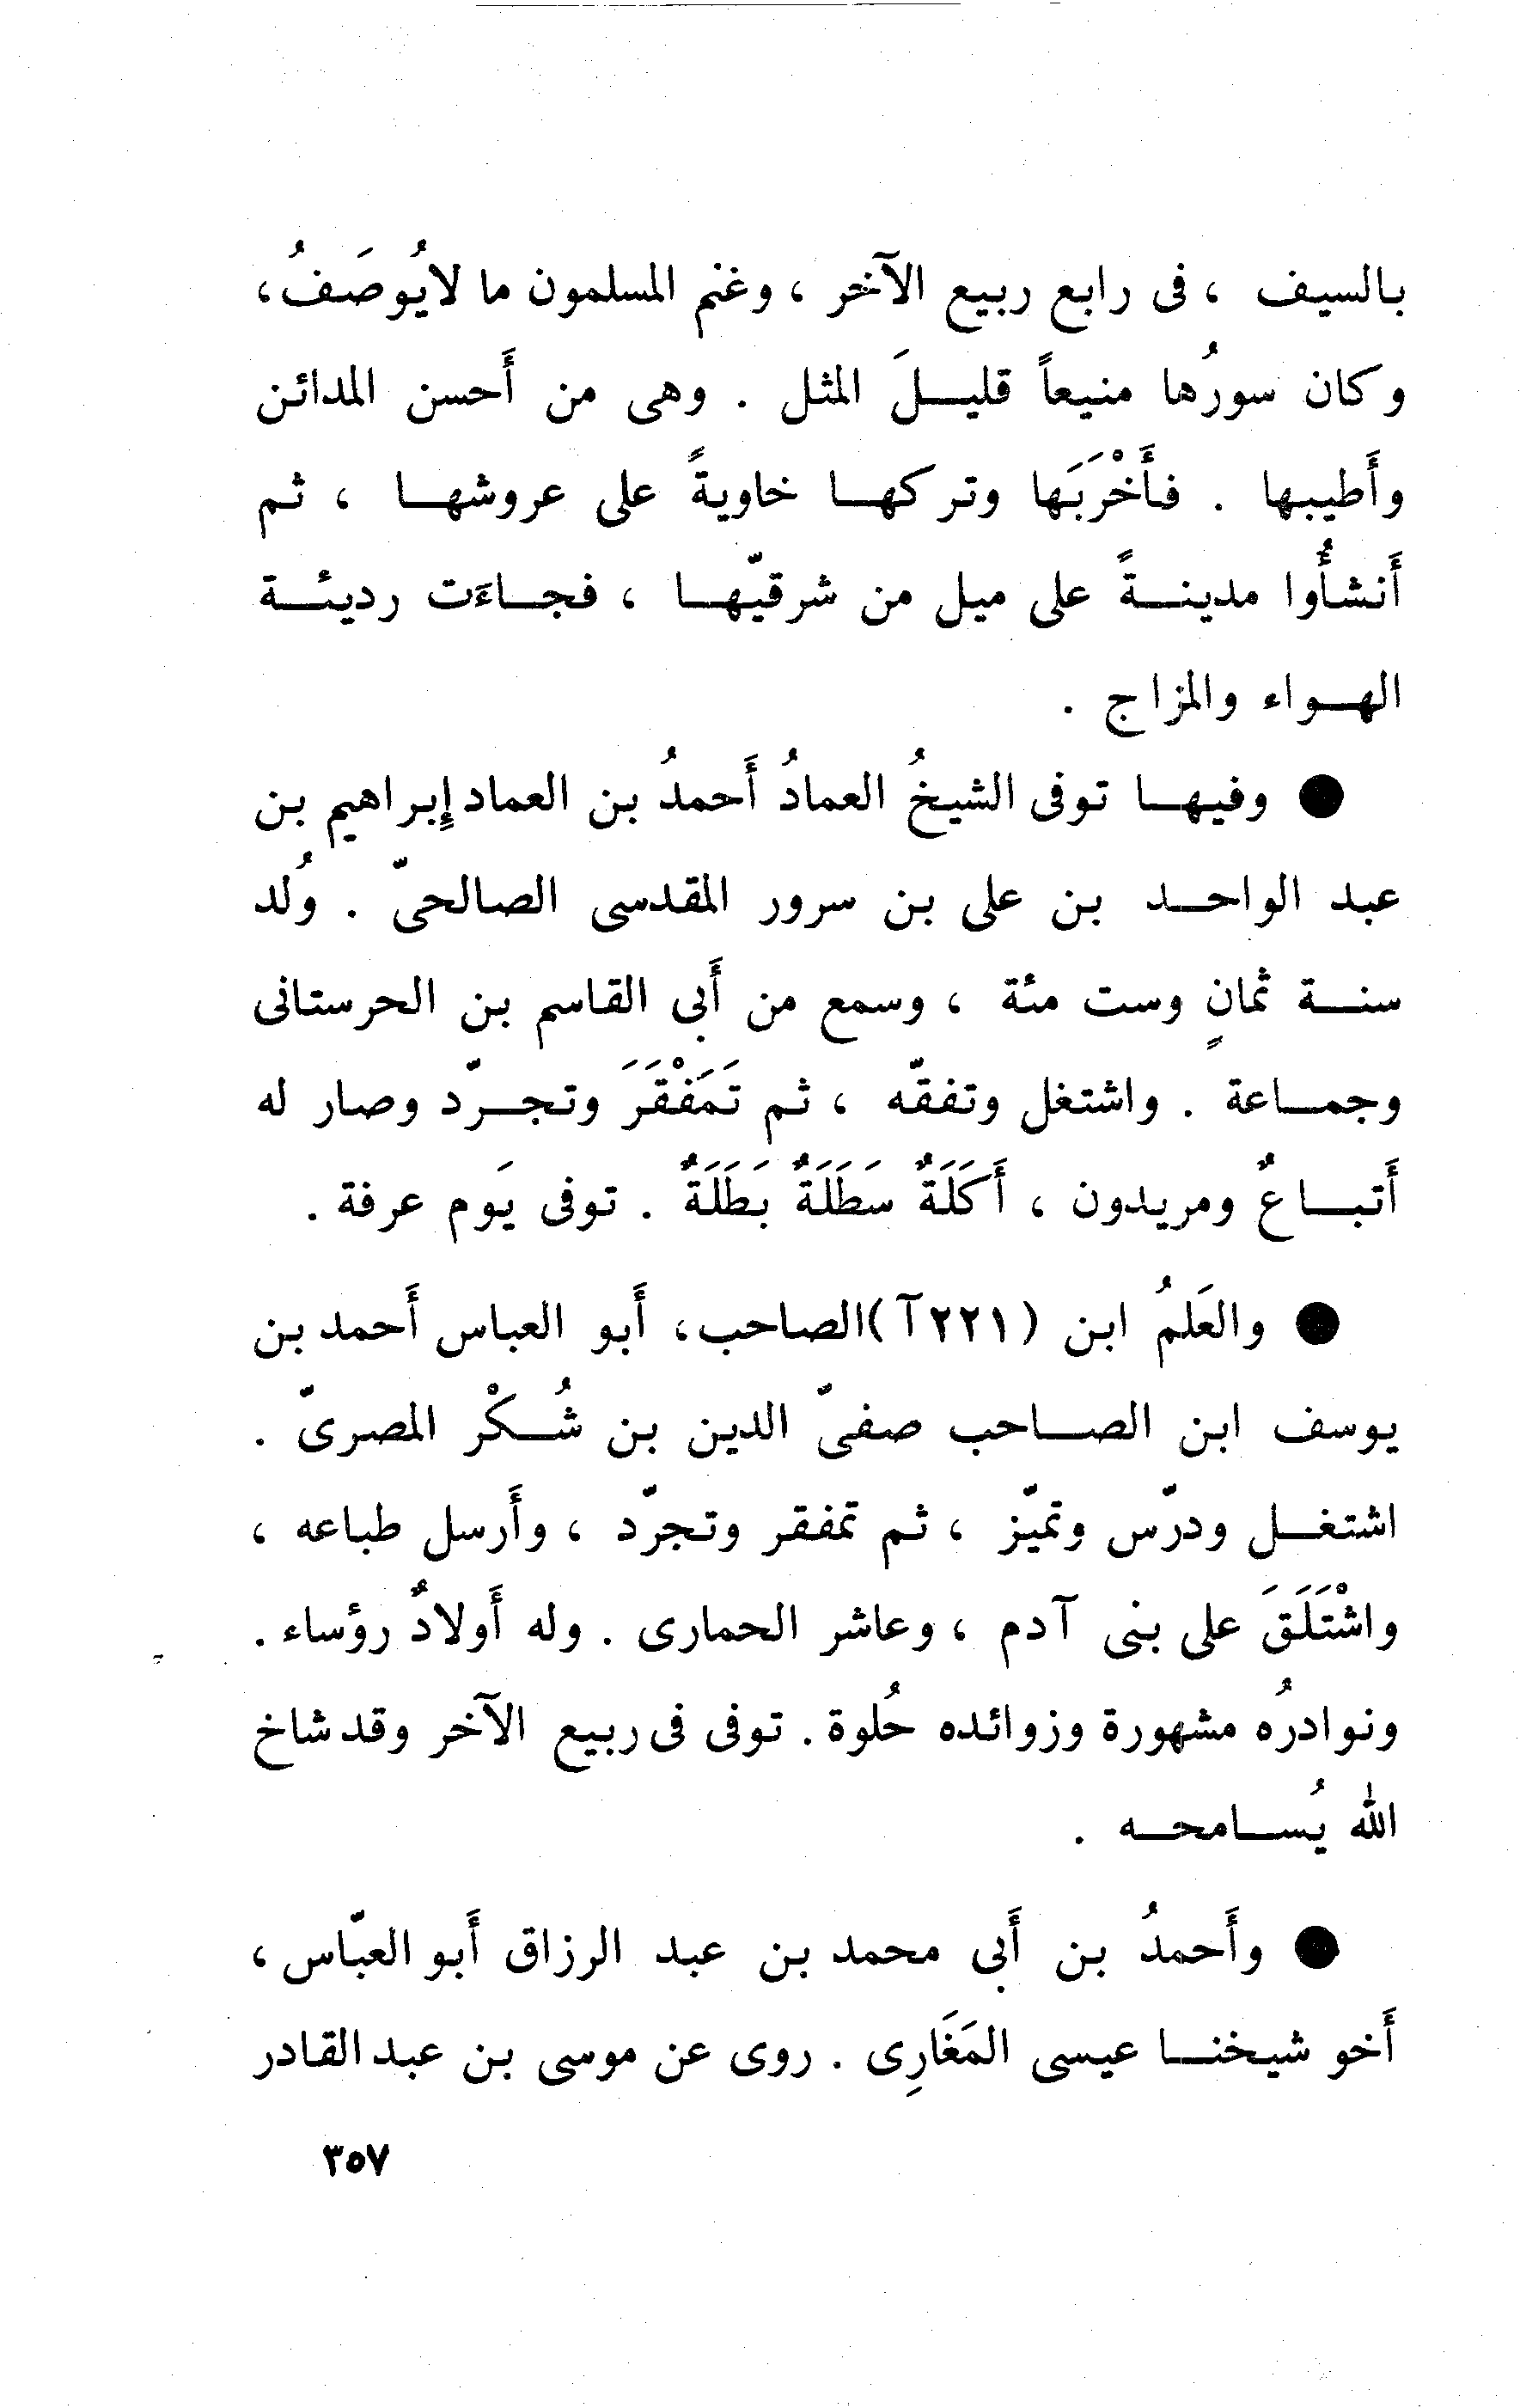 بالسيف ، فى رابع ربيع الآخر ، وغنم المسلمون ما لايُوصَفُ،
وكان سورُها منيعاً قليلَ المثل . وهى من أَحسن المدائن
وأَطيبها . فأَخْرَبَها وتركها خاويةً على عروشها ، ثم
أَنشأُوا مدينةً على ميل من شرقيّها ، فجاءَت رديئة
الهواء والمزاج .
● وفيها توفى الشيخُ العمادُ أَحمدُ بن العماد إِبراهيم بن
عبد الواحد بن على بن سرور المقدسى الصالحىّ . وُلد
سنة ثمانٍ وست مئة ، وسمع من أَبى القاسم بن الحرستانى
وجماعة . واشتغل وتفقّه ، ثم تَمَفْقَرَ وتجرّد وصار له
أَتباعٌ ومريدون ، أَكَلَةٌ سَطَلَةٌ بَطَلَةٌ . توفى يَوم عرفة .
● والعَلمُ ابن (٢٢١ آ)الصاحب، أَبو العباس أَحمد بن
يوسف ابن الصاحب صفىّ الدين بن شُكْر المصرىّ .
اشتغل ودرّس وتميّز ، ثم تمفقر وتجرّد ، وأَرسل طباعه ،
واشْتَلَقَ على بنى آدم ، وعاشر الحمارى . وله أَولادٌ رؤساء .
ونوادرُه مشهورة وزوائده حُلوة . توفى فى ربيع الآخر وقد شاخ
الله يُسامحه .
● وأَحمدُ بن أَبى محمد بن عبد الرزاق أَبو العبّاس ،
أَخو شيخنا عيسى المَغَارِى . روى عن موسى بن عبد القادر
٣٥٧